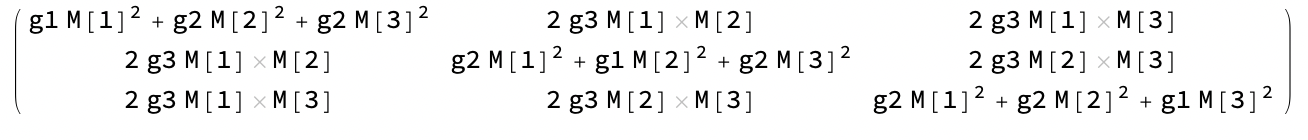 g1 M[1]² + g2 M[2]² + g2 M[3]² 2 g3 M[1] × M[2] 2 g3 M[1] × M[3]
2 g3 M[1] × M[2] g2 M[1]² + g1 M[2]² + g2 M[3]² 2 g3 M[2] × M[3]
2 g3 M[1] × M[3] 2 g3 M[2] × M[3] g2 M[1]² + g2 M[2]² + g1 M[3]²